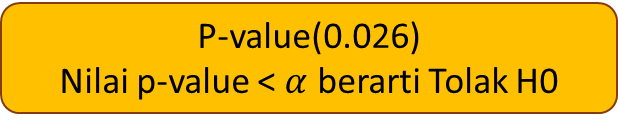 P-value(0.026)
Nilai p-value < 𝛼 berarti Tolak H0